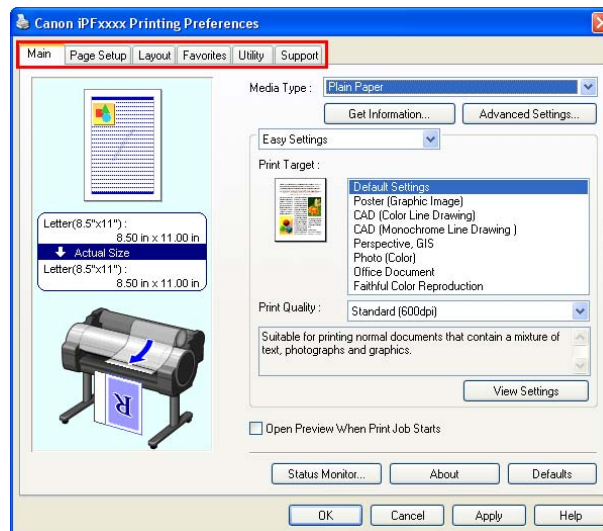 Canon iPFxxxx Printing Preferences
Main Page Setup Layout Favorites Utility Support
Media Type : Plain Paper
Get Information... Advanced Settings...
Easy Settings
Print Target :
Default Settings
Poster (Graphic Image)
CAD (Color Line Drawing)
CAD (Monochrome Line Drawing )
Perspective, GIS
Photo (Color)
Office Document
Faithful Color Reproduction
Letter(8.5"x11") :
8.50 in x 11.00 in
Actual Size
Letter(8.5"x11") :
8.50 in x 11.00 in
R
Print Quality : Standard (600dpi)
Suitable for printing normal documents that contain a mixture of
text, photographs and graphics.
View Settings
Open Preview When Print Job Starts
Status Monitor... About Defaults
OK Cancel Apply Help